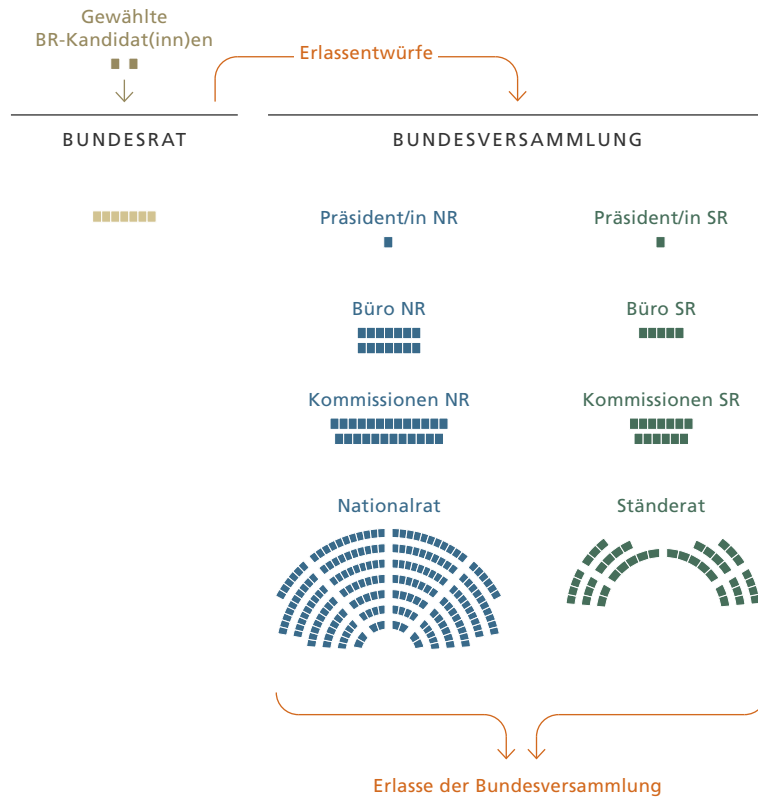 Gewählte
BR-Kandidat(inn)en
Erlassentwürfe
BUNDESRAT
BUNDESVERSAMMLUNG
Präsident/in NR
Präsident/in SR
Büro NR
Büro SR
Kommissionen NR
Kommissionen SR
Nationalrat
Ständerat
Erlasse der Bundesversammlung